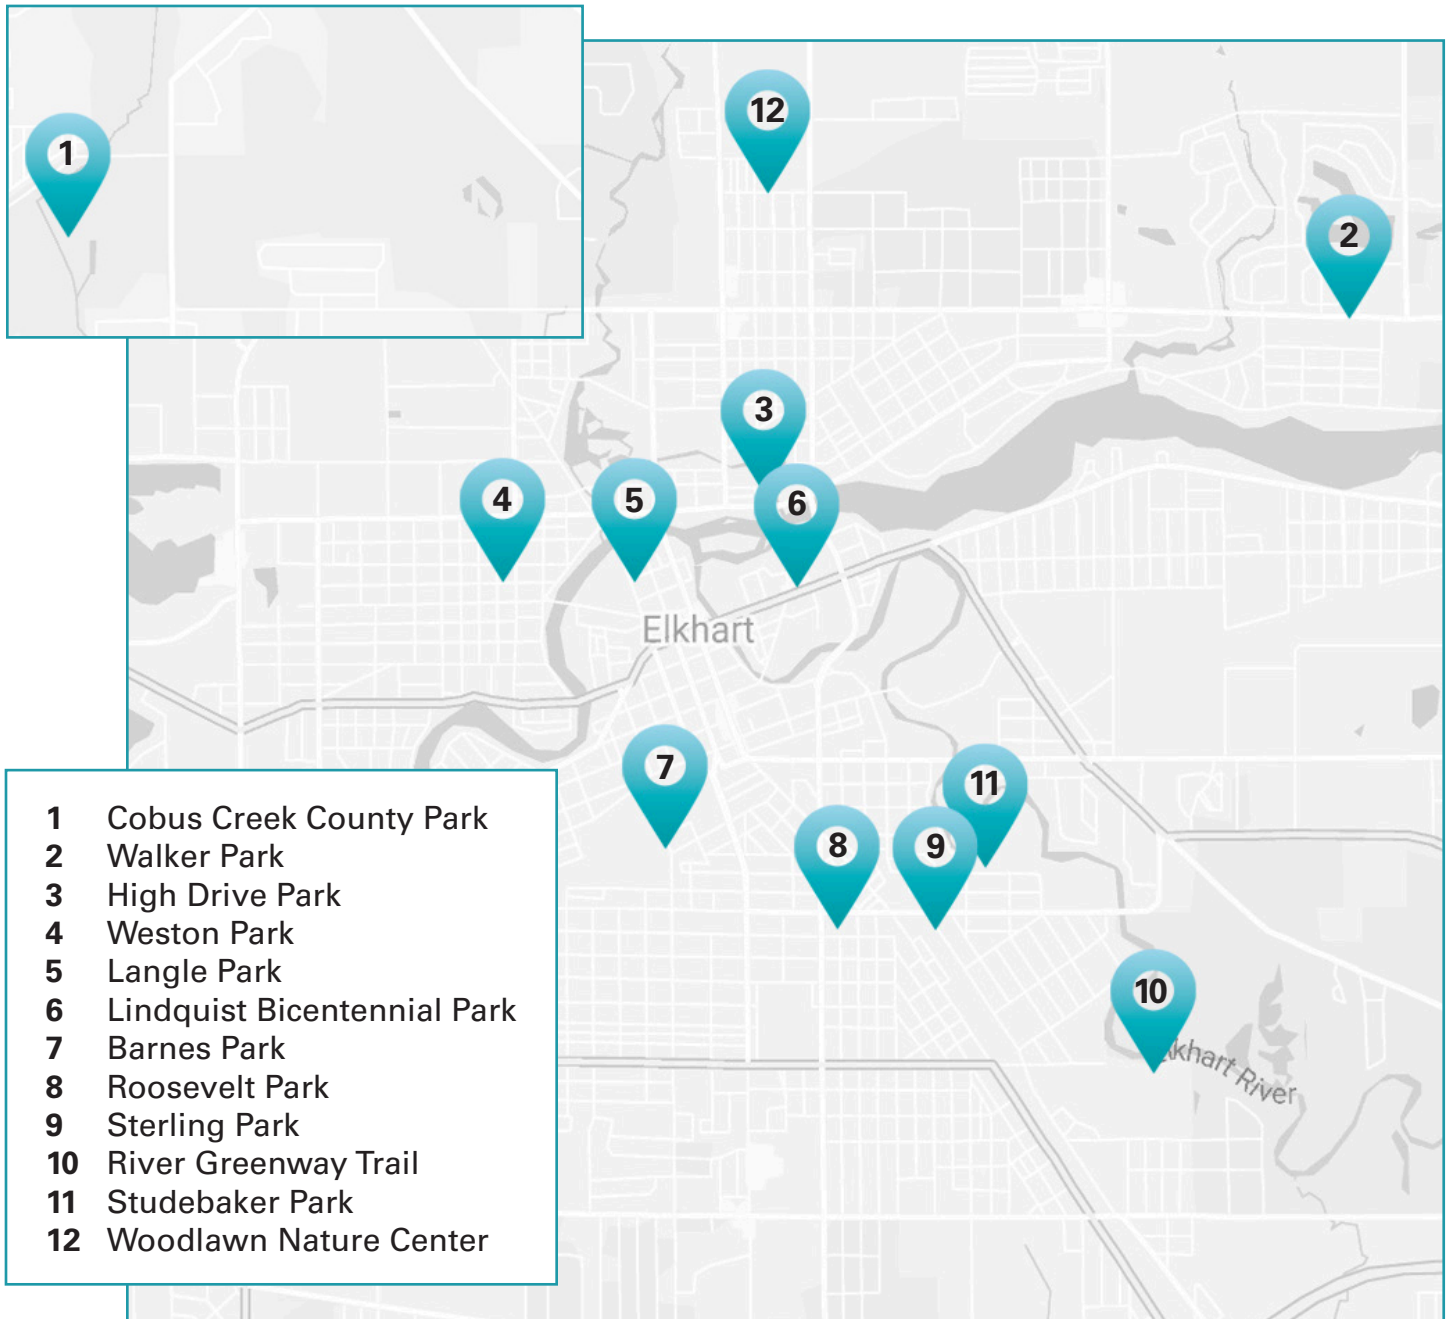 1
12
2
3
4
5
6
Elkhart
7
11
8
9
10
Elkhart River
1 Cobus Creek County Park
2 Walker Park
3 High Drive Park
4 Weston Park
5 Langle Park
6 Lindquist Bicentennial Park
7 Barnes Park
8 Roosevelt Park
9 Sterling Park
10 River Greenway Trail
11 Studebaker Park
12 Woodlawn Nature Center